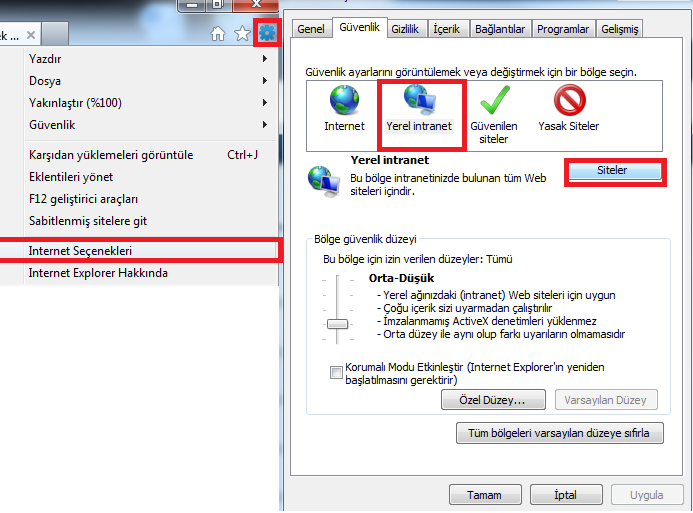 ek ...
Yazdır
Dosya
Yakınlaştır (%100)
Güvenlik
Karşıdan yüklemeleri görüntüle Ctrl+J
Eklentileri yönet
F12 geliştirici araçları
Sabitlenmiş sitelere git
Internet Seçenekleri
Internet Explorer Hakkında
Genel Güvenlik Gizlilik İçerik Bağlantılar Programlar Gelişmiş
Güvenlik ayarlarını görüntülemek veya değiştirmek için bir bölge seçin.
Internet Yerel intranet Güvenilen Yasak Siteler
siteler
Yerel intranet
Bu bölge intranetinizde bulunan tüm Web
siteleri içindir.
Siteler
Bölge güvenlik düzeyi
Bu bölge için izin verilen düzeyler: Tümü
Orta-Düşük
- Yerel ağınızdaki (intranet) Web siteleri için uygun
- Çoğu içerik sizi uyarmadan çalıştırılır
- İmzalanmamış ActiveX denetimleri yüklenmez
- Orta düzey ile aynı olup farkı uyarıların olmamasıdır
Korumalı Modu Etkinleştir (Internet Explorer'ın yeniden
başlatılmasını gerektirir)
Özel Düzey... Varsayılan Düzey
Tüm bölgeleri varsayılan düzeye sıfırla
Tamam İptal Uygula